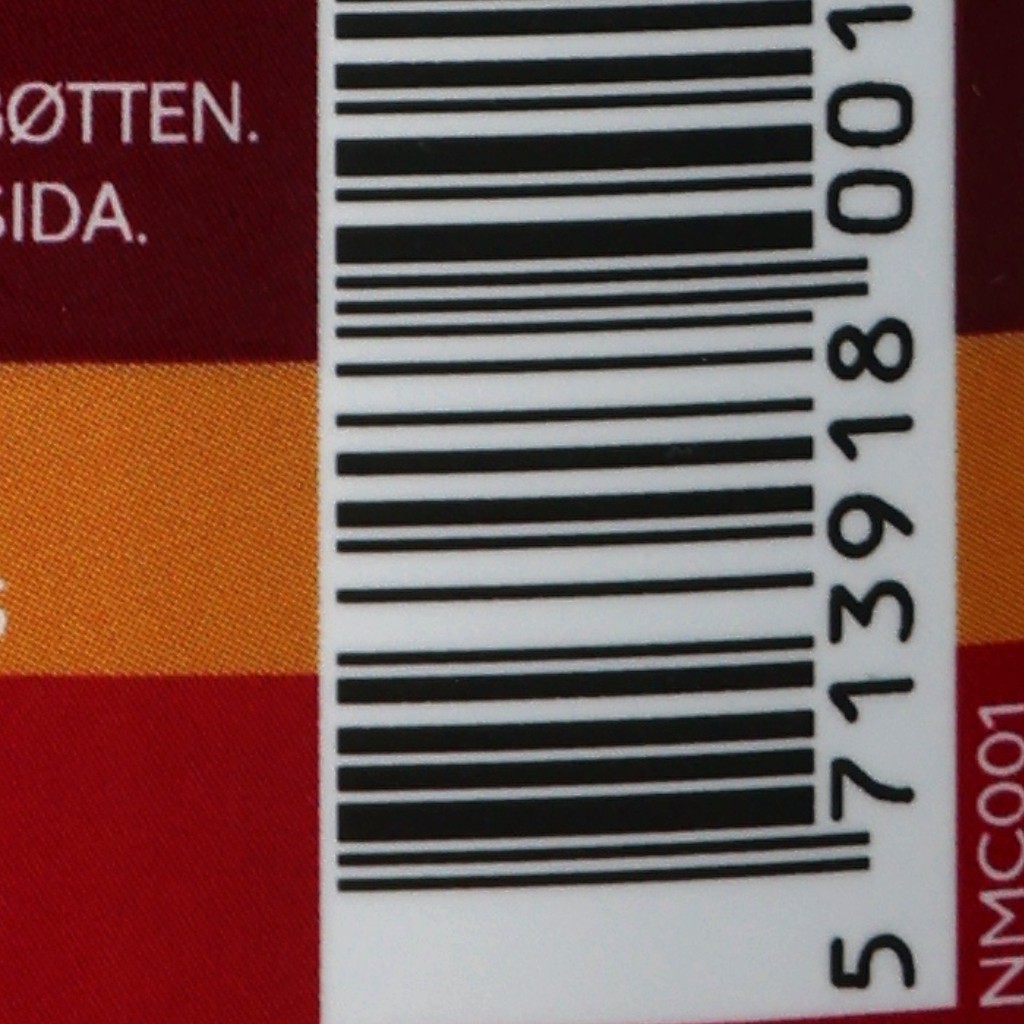 BØTTEN.
SIDA.
S
5 713918 001
NMC001